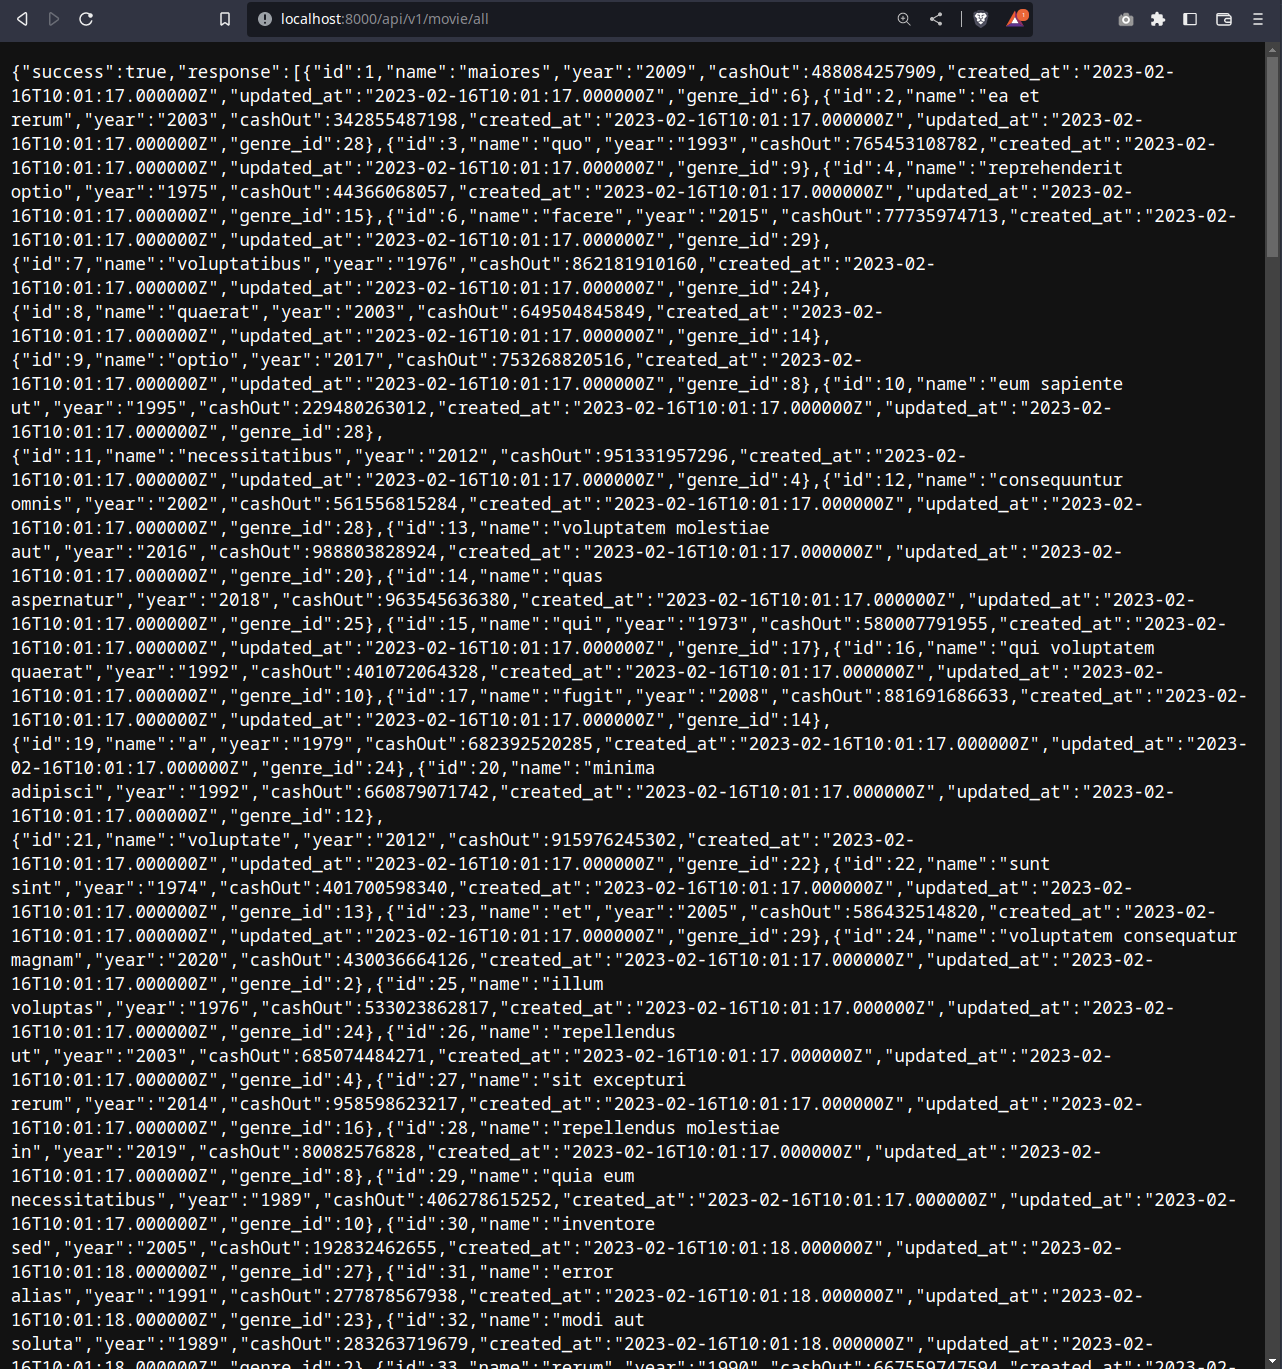 localhost:8000/api/v1/movie/all
1
{"success":true,"response":[{"id":1,"name":"maiores","year":"2009","cashOut":488084257909,"created_at":"2023-02-
16T10:01:17.000000Z","updated_at":"2023-02-16T10:01:17.000000Z","genre_id":6},{"id":2,"name":"ea et
rerum","year":"2003","cashOut":342855487198,"created_at":"2023-02-16T10:01:17.000000Z","updated_at":"2023-02-
16T10:01:17.000000Z","genre_id":28},{"id":3,"name":"quo","year":"1993","cashOut":765453108782,"created_at":"2023-02-
16T10:01:17.000000Z","updated_at":"2023-02-16T10:01:17.000000Z","genre_id":9},{"id":4,"name":"reprehenderit
optio","year":"1975","cashOut":44366068057,"created_at":"2023-02-16T10:01:17.000000Z","updated_at":"2023-02-
16T10:01:17.000000Z","genre_id":15},{"id":6,"name":"facere","year":"2015","cashOut":77735974713,"created_at":"2023-02-
16T10:01:17.000000Z","updated_at":"2023-02-16T10:01:17.000000Z","genre_id":29},
{"id":7,"name":"voluptatibus","year":"1976","cashOut":862181910160,"created_at":"2023-02-
16T10:01:17.000000Z","updated_at":"2023-02-16T10:01:17.000000Z","genre_id":24},
{"id":8,"name":"quaerat","year":"2003","cashOut":649504845849,"created_at":"2023-02-
16T10:01:17.000000Z","updated_at":"2023-02-16T10:01:17.000000Z","genre_id":14},
{"id":9,"name":"optio","year":"2017","cashOut":753268820516,"created_at":"2023-02-
16T10:01:17.000000Z","updated_at":"2023-02-16T10:01:17.000000Z","genre_id":8},{"id":10,"name":"eum sapiente
ut","year":"1995","cashOut":229480263012,"created_at":"2023-02-16T10:01:17.000000Z","updated_at":"2023-02-
16T10:01:17.000000Z","genre_id":28},
{"id":11,"name":"necessitatibus","year":"2012","cashOut":951331957296,"created_at":"2023-02-
16T10:01:17.000000Z","updated_at":"2023-02-16T10:01:17.000000Z","genre_id":4},{"id":12,"name":"consequuntur
omnis","year":"2002","cashOut":561556815284,"created_at":"2023-02-16T10:01:17.000000Z","updated_at":"2023-02-
16T10:01:17.000000Z","genre_id":28},{"id":13,"name":"voluptatem molestiae
aut","year":"2016","cashOut":988803828924,"created_at":"2023-02-16T10:01:17.000000Z","updated_at":"2023-02-
16T10:01:17.000000Z","genre_id":20},{"id":14,"name":"quas
aspernatur","year":"2018","cashOut":963545636380,"created_at":"2023-02-16T10:01:17.000000Z","updated_at":"2023-02-
16T10:01:17.000000Z","genre_id":25},{"id":15,"name":"qui","year":"1973","cashOut":580007791955,"created_at":"2023-02-
16T10:01:17.000000Z","updated_at":"2023-02-16T10:01:17.000000Z","genre_id":17},{"id":16,"name":"qui voluptatem
quaerat","year":"1992","cashOut":401072064328,"created_at":"2023-02-16T10:01:17.000000Z","updated_at":"2023-02-
16T10:01:17.000000Z","genre_id":10},{"id":17,"name":"fugit","year":"2008","cashOut":881691686633,"created_at":"2023-02-
16T10:01:17.000000Z","updated_at":"2023-02-16T10:01:17.000000Z","genre_id":14},
{"id":19,"name":"a","year":"1979","cashOut":682392520285,"created_at":"2023-02-16T10:01:17.000000Z","updated_at":"2023-
02-16T10:01:17.000000Z","genre_id":24},{"id":20,"name":"minima
adipisci","year":"1992","cashOut":660879071742,"created_at":"2023-02-16T10:01:17.000000Z","updated_at":"2023-02-
16T10:01:17.000000Z","genre_id":12},
{"id":21,"name":"voluptate","year":"2012","cashOut":915976245302,"created_at":"2023-02-
16T10:01:17.000000Z","updated_at":"2023-02-16T10:01:17.000000Z","genre_id":22},{"id":22,"name":"sunt
sint","year":"1974","cashOut":401700598340,"created_at":"2023-02-16T10:01:17.000000Z","updated_at":"2023-02-
16T10:01:17.000000Z","genre_id":13},{"id":23,"name":"et","year":"2005","cashOut":586432514820,"created_at":"2023-02-
16T10:01:17.000000Z","updated_at":"2023-02-16T10:01:17.000000Z","genre_id":29},{"id":24,"name":"voluptatem consequatur
magnam","year":"2020","cashOut":430036664126,"created_at":"2023-02-16T10:01:17.000000Z","updated_at":"2023-02-
16T10:01:17.000000Z","genre_id":2},{"id":25,"name":"illum
voluptas","year":"1976","cashOut":533023862817,"created_at":"2023-02-16T10:01:17.000000Z","updated_at":"2023-02-
16T10:01:17.000000Z","genre_id":24},{"id":26,"name":"repellendus
ut","year":"2003","cashOut":685074484271,"created_at":"2023-02-16T10:01:17.000000Z","updated_at":"2023-02-
16T10:01:17.000000Z","genre_id":4},{"id":27,"name":"sit excepturi
rerum","year":"2014","cashOut":958598623217,"created_at":"2023-02-16T10:01:17.000000Z","updated_at":"2023-02-
16T10:01:17.000000Z","genre_id":16},{"id":28,"name":"repellendus molestiae
in","year":"2019","cashOut":80082576828,"created_at":"2023-02-16T10:01:17.000000Z","updated_at":"2023-02-
16T10:01:17.000000Z","genre_id":8},{"id":29,"name":"quia eum
necessitatibus","year":"1989","cashOut":406278615252,"created_at":"2023-02-16T10:01:17.000000Z","updated_at":"2023-02-
16T10:01:17.000000Z","genre_id":10},{"id":30,"name":"inventore
sed","year":"2005","cashOut":192832462655,"created_at":"2023-02-16T10:01:18.000000Z","updated_at":"2023-02-
16T10:01:18.000000Z","genre_id":27},{"id":31,"name":"error
alias","year":"1991","cashOut":277878567938,"created_at":"2023-02-16T10:01:18.000000Z","updated_at":"2023-02-
16T10:01:18.000000Z","genre_id":23},{"id":32,"name":"modi aut
soluta","year":"1989","cashOut":283263719679,"created_at":"2023-02-16T10:01:18.000000Z","updated_at":"2023-02-
16T10:01:18.000000Z","genre_id":2},{"id":33,"name":"rerum","year":"1990","cashOut":667559747594,"created_at":"2023-02-